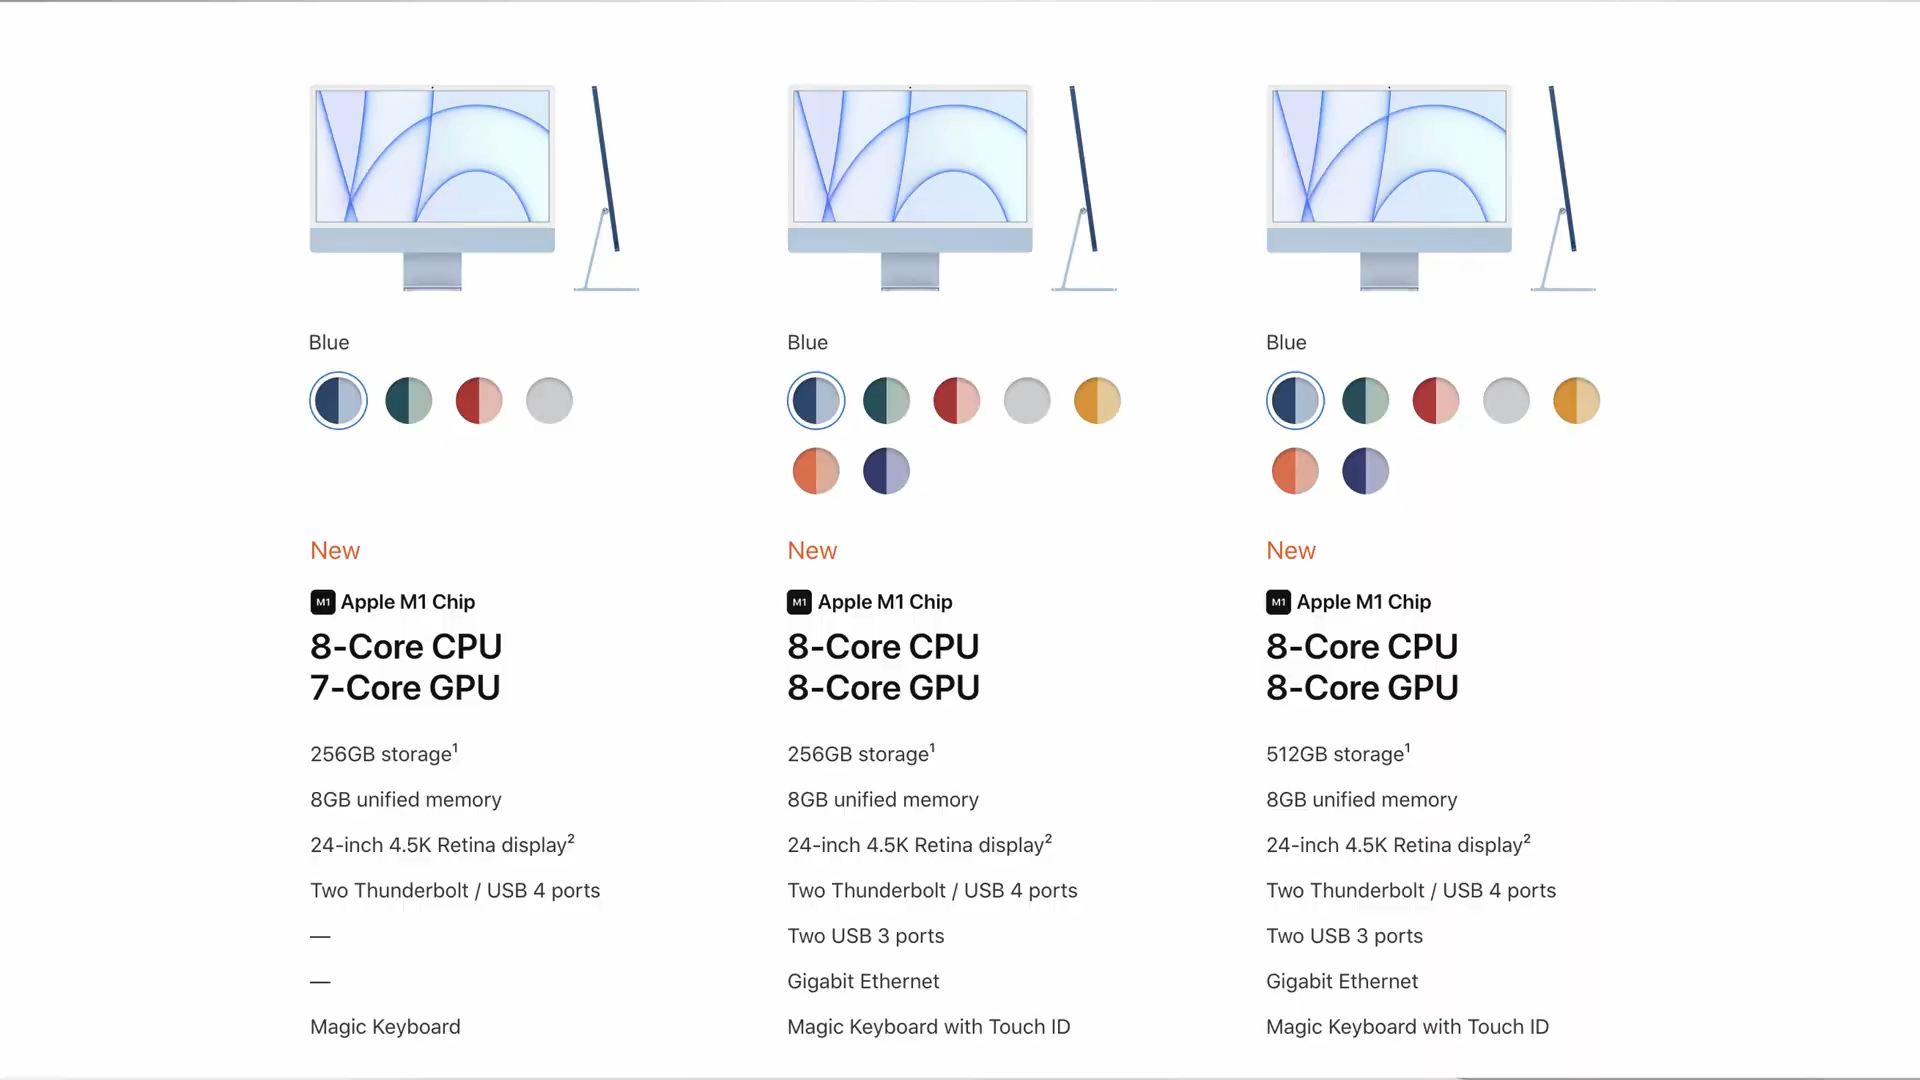 Blue
New
M1 Apple M1 Chip
8-Core CPU
7-Core GPU
256GB storage¹
8GB unified memory
24-inch 4.5K Retina display²
Two Thunderbolt / USB 4 ports
—
—
Magic Keyboard
Blue
New
M1 Apple M1 Chip
8-Core CPU
8-Core GPU
256GB storage¹
8GB unified memory
24-inch 4.5K Retina display²
Two Thunderbolt / USB 4 ports
Two USB 3 ports
Gigabit Ethernet
Magic Keyboard with Touch ID
Blue
New
M1 Apple M1 Chip
8-Core CPU
8-Core GPU
512GB storage¹
8GB unified memory
24-inch 4.5K Retina display²
Two Thunderbolt / USB 4 ports
Two USB 3 ports
Gigabit Ethernet
Magic Keyboard with Touch ID